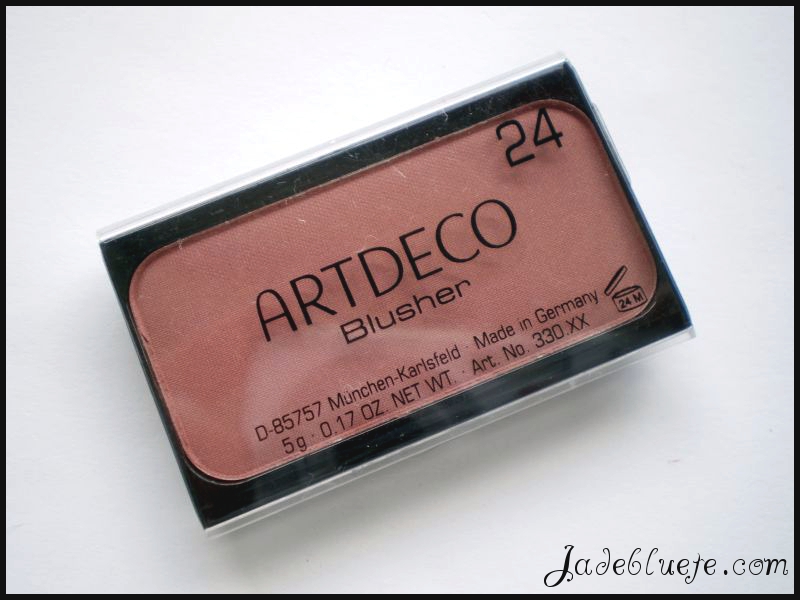 24
ARTDECO
Blusher
D-85757 München-Karlsfeld · Made in Germany
5g · 0.17 OZ. NET WT. · Art. No. 330.XX
24 M
Jadebluete.com